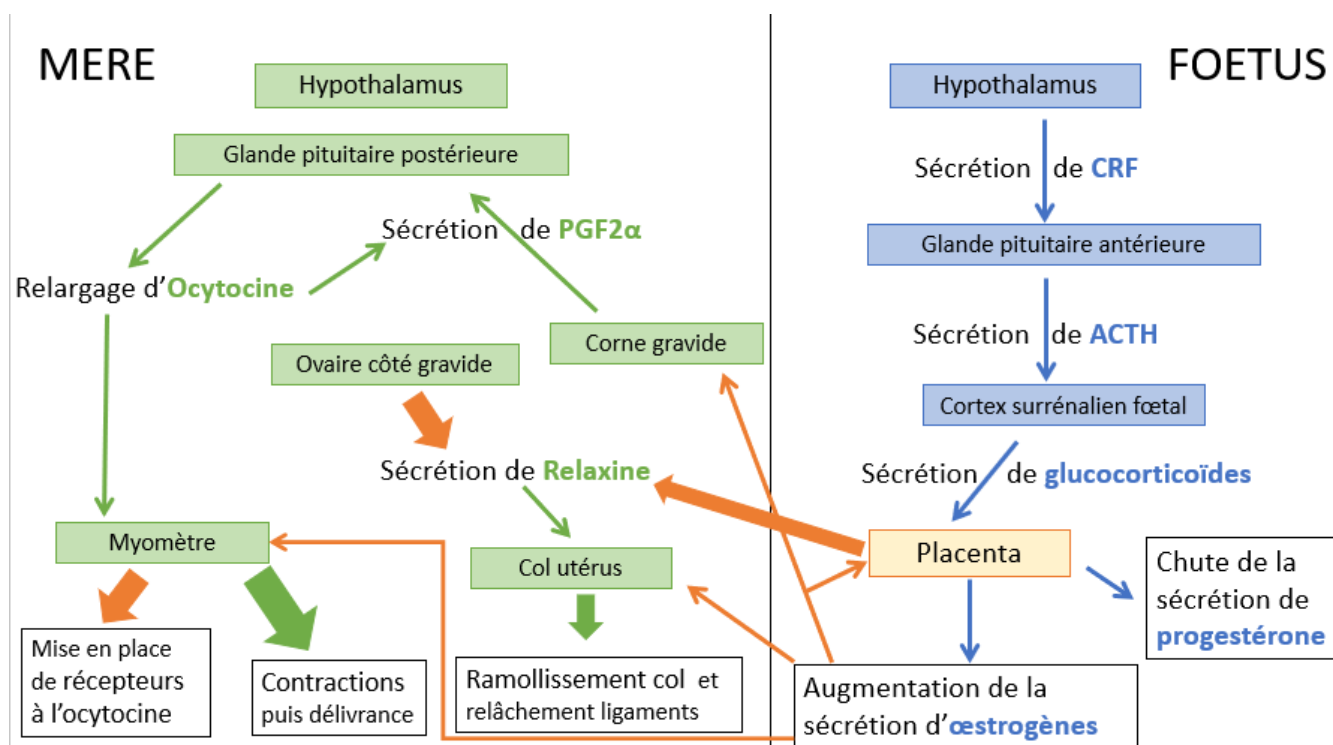 MERE
Hypothalamus
Glande pituitaire postérieure
Sécrétion de PGF2α
Relargage d’Ocytocine
Corne gravide
Ovaire côté gravide
Sécrétion de Relaxine
Myomètre
Col utérus
Mise en place
de récepteurs
à l’ocytocine
Contractions
puis délivrance
Ramollissement col et
relâchement ligaments
FOETUS
Hypothalamus
Sécrétion de CRF
Glande pituitaire antérieure
Sécrétion de ACTH
Cortex surrénalien fœtal
Sécrétion de glucocorticoïdes
Placenta
Chute de la
sécrétion de
progestérone
Augmentation de la
sécrétion d’œstrogènes